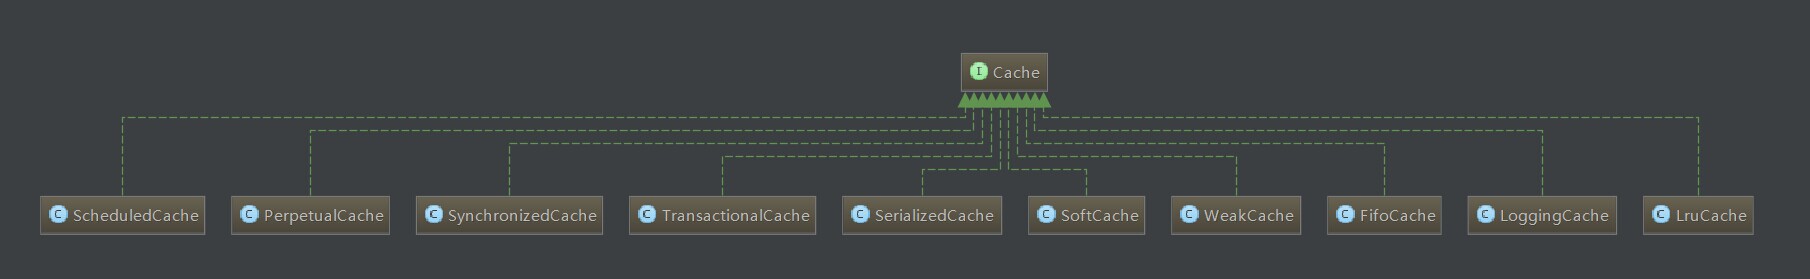 I Cache
C ScheduledCache
C PerpetualCache
C SynchronizedCache
C TransactionalCache
C SerializedCache
C SoftCache
C WeakCache
C FifoCache
C LoggingCache
C LruCache